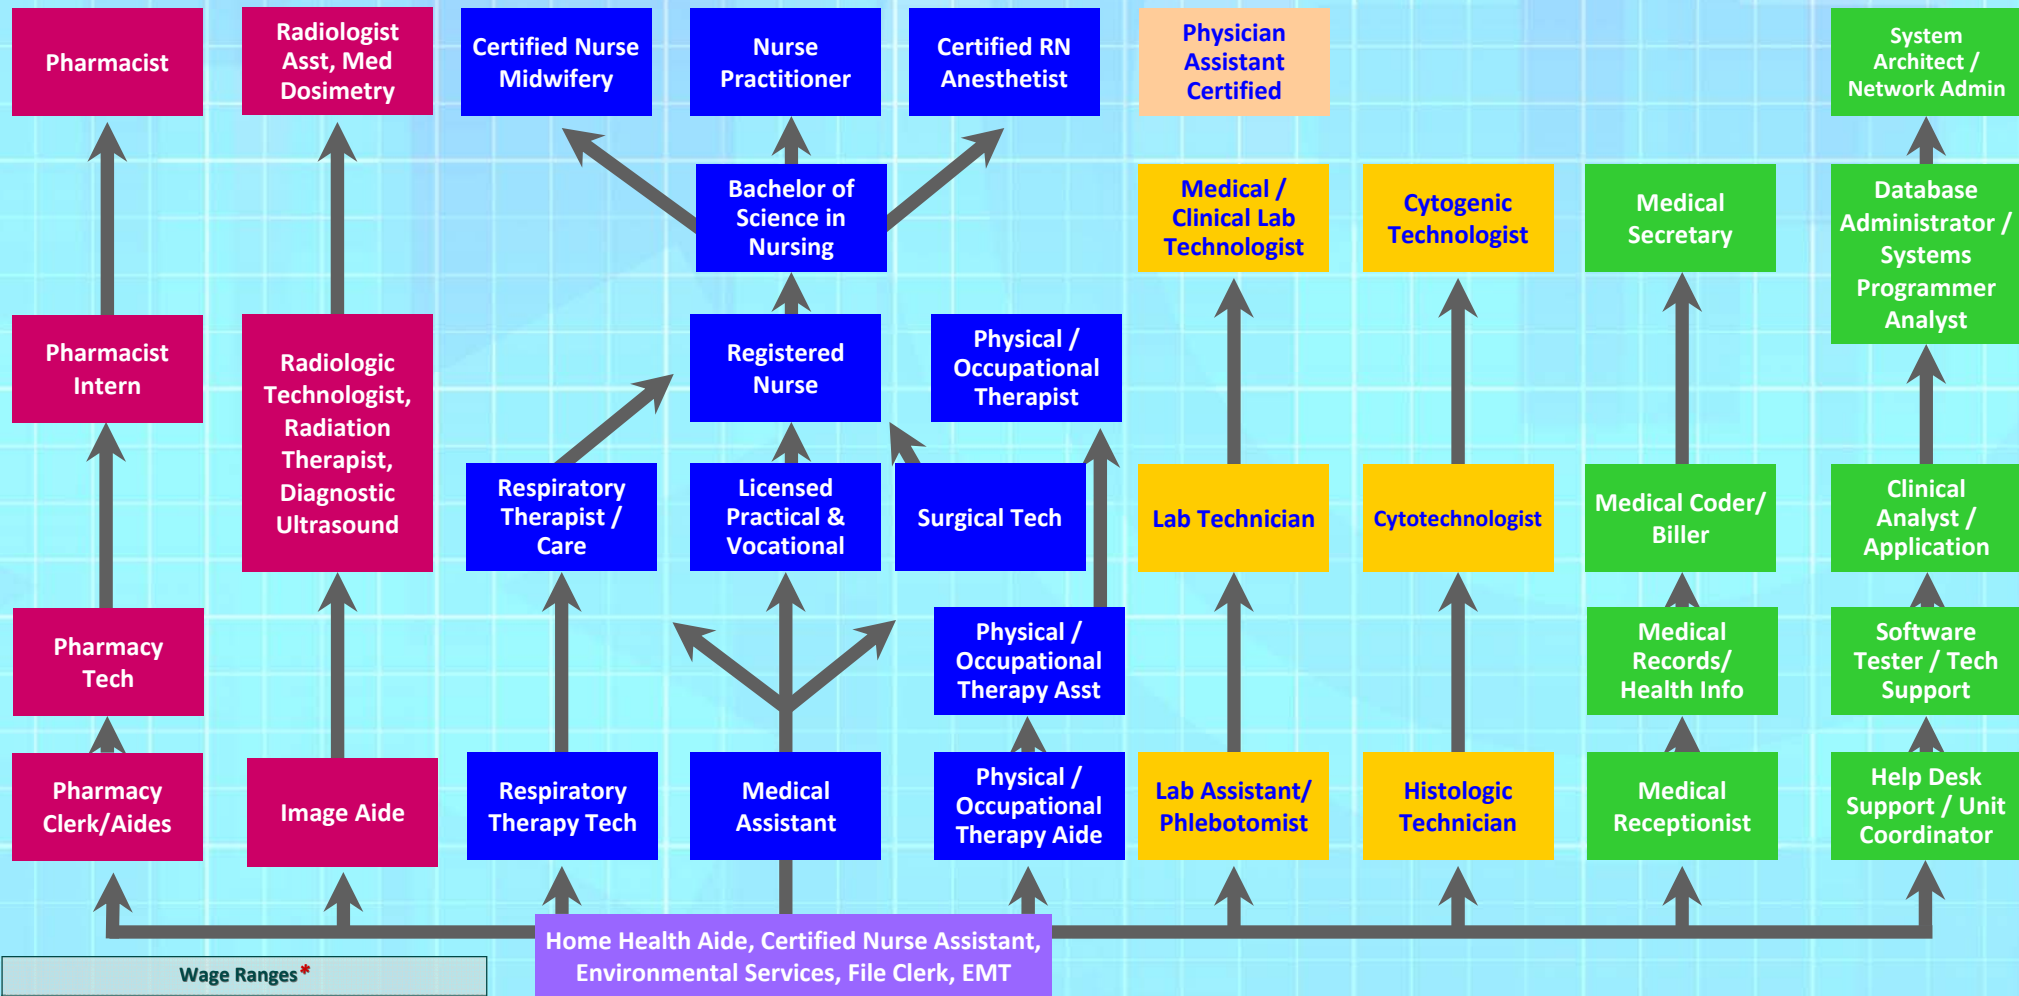 Pharmacist
Radiologist
Asst, Med
Dosimetry
Certified Nurse
Midwifery
Nurse
Practitioner
Certified RN
Anesthetist
Physician
Assistant
Certified
System
Architect /
Network Admin
Bachelor of
Science in
Nursing
Medical /
Clinical Lab
Technologist
Cytogenic
Technologist
Medical
Secretary
Database
Administrator /
Systems
Programmer
Analyst
Pharmacist
Intern
Radiologic
Technologist,
Radiation
Therapist,
Diagnostic
Ultrasound
Registered
Nurse
Physical /
Occupational
Therapist
Respiratory
Therapist /
Care
Licensed
Practical &
Vocational
Surgical Tech
Lab Technician
Cytotechnologist
Medical Coder/
Biller
Clinical
Analyst /
Application
Pharmacy
Tech
Physical /
Occupational
Therapy Asst
Medical
Records/
Health Info
Software
Tester / Tech
Support
Pharmacy
Clerk/Aides
Image Aide
Respiratory
Therapy Tech
Medical
Assistant
Physical /
Occupational
Therapy Aide
Lab Assistant/
Phlebotomist
Histologic
Technician
Medical
Receptionist
Help Desk
Support / Unit
Coordinator
Home Health Aide, Certified Nurse Assistant,
Environmental Services, File Clerk, EMT
Wage Ranges*